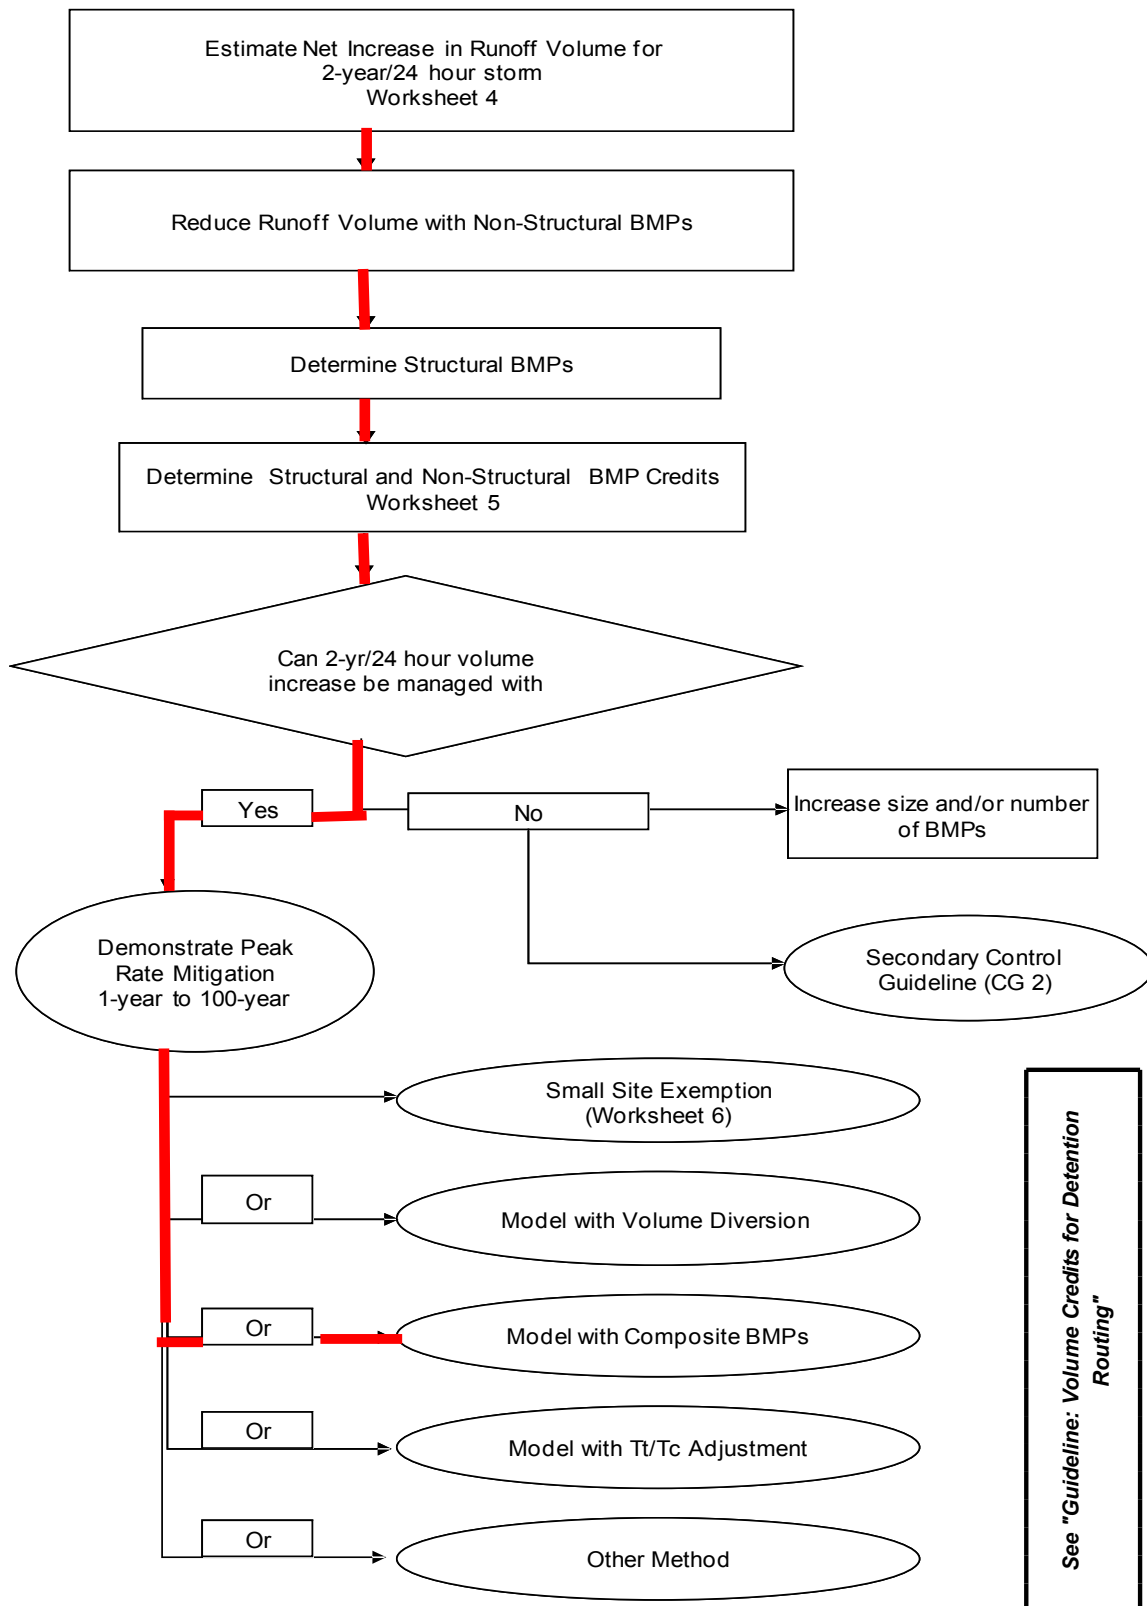 Estimate Net Increase in Runoff Volume for
2-year/24 hour storm
Worksheet 4
Reduce Runoff Volume with Non-Structural BMPs
Determine Structural BMPs
Determine Structural and Non-Structural BMP Credits
Worksheet 5
Can 2-yr/24 hour volume
increase be managed with
Yes
No
Increase size and/or number
of BMPs
Demonstrate Peak
Rate Mitigation
1-year to 100-year
Secondary Control
Guideline (CG 2)
Small Site Exemption
(Worksheet 6)
Or
Model with Volume Diversion
Or
Model with Composite BMPs
Or
Model with Tt/Tc Adjustment
Or
Other Method
See "Guideline: Volume Credits for Detention
Routing"